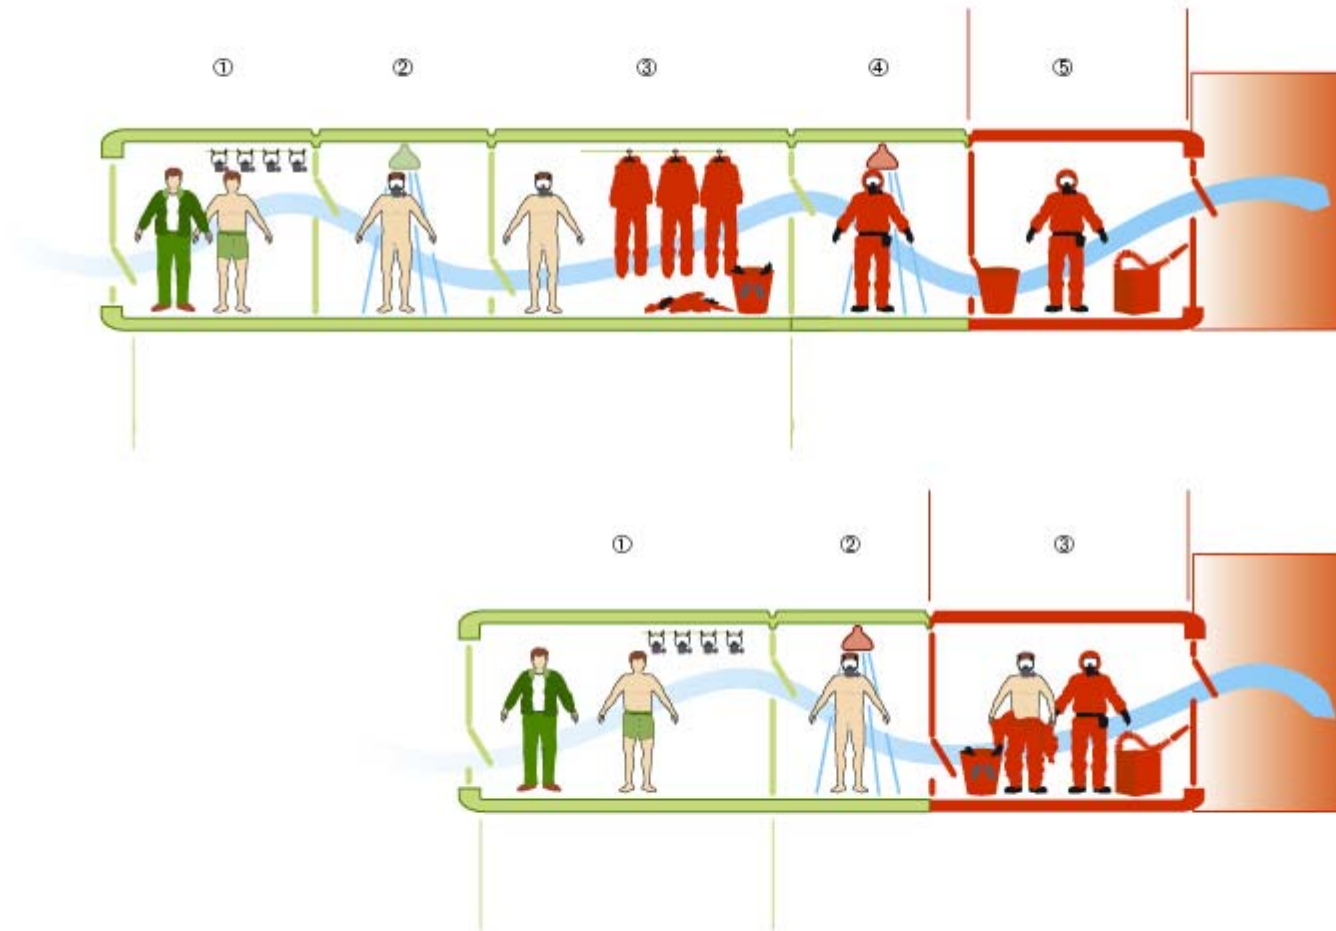 ① ② ③ ④ ⑤
① ② ③